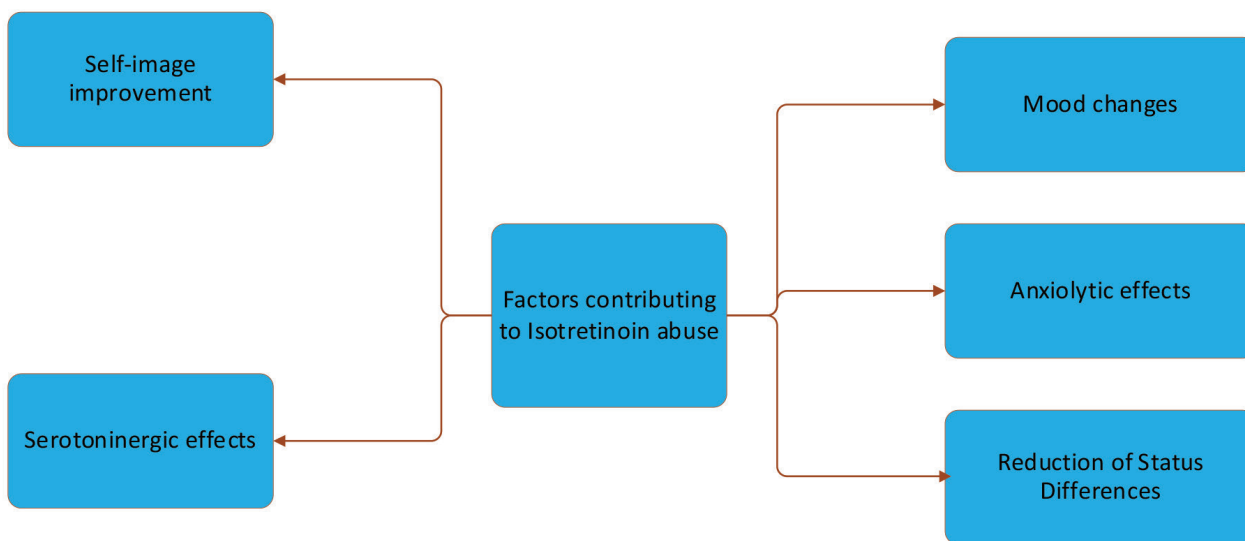 Self-image
improvement
Serotoninergic effects
Factors contributing
to Isotretinoin abuse
Mood changes
Anxiolytic effects
Reduction of Status
Differences